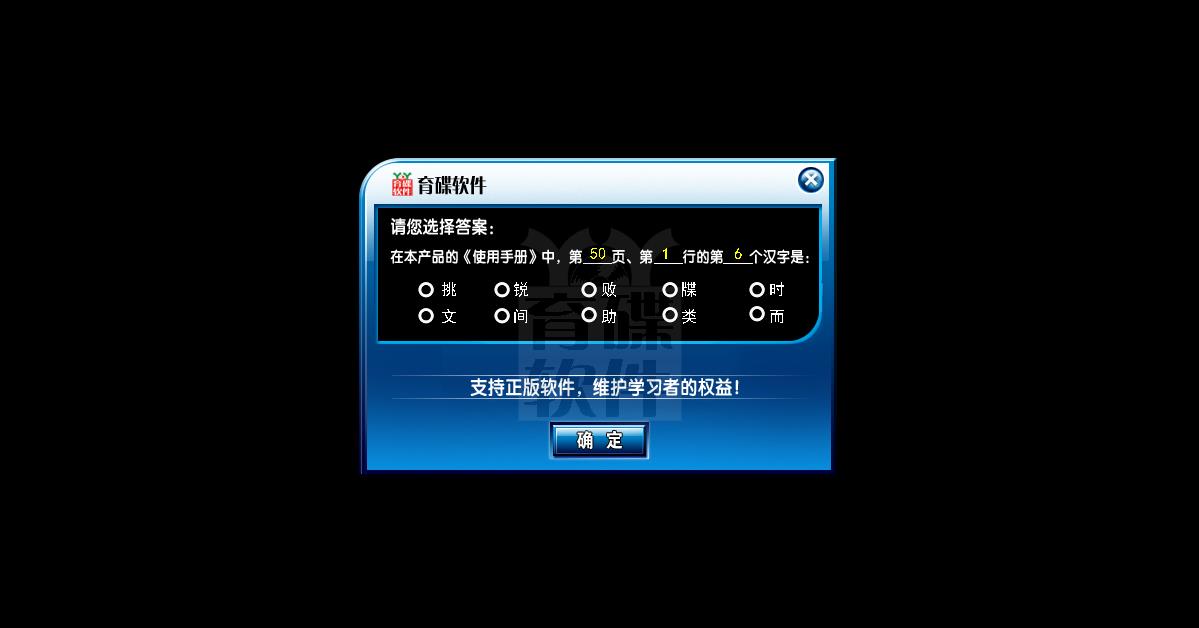 育碟软件
请您选择答案:
在本产品的《使用手册》中,第50页、第1行的第6个汉字是:
挑 锐 败 牒 时
文 间 助 类 而
支持正版软件,维护学习者的权益!
确 定